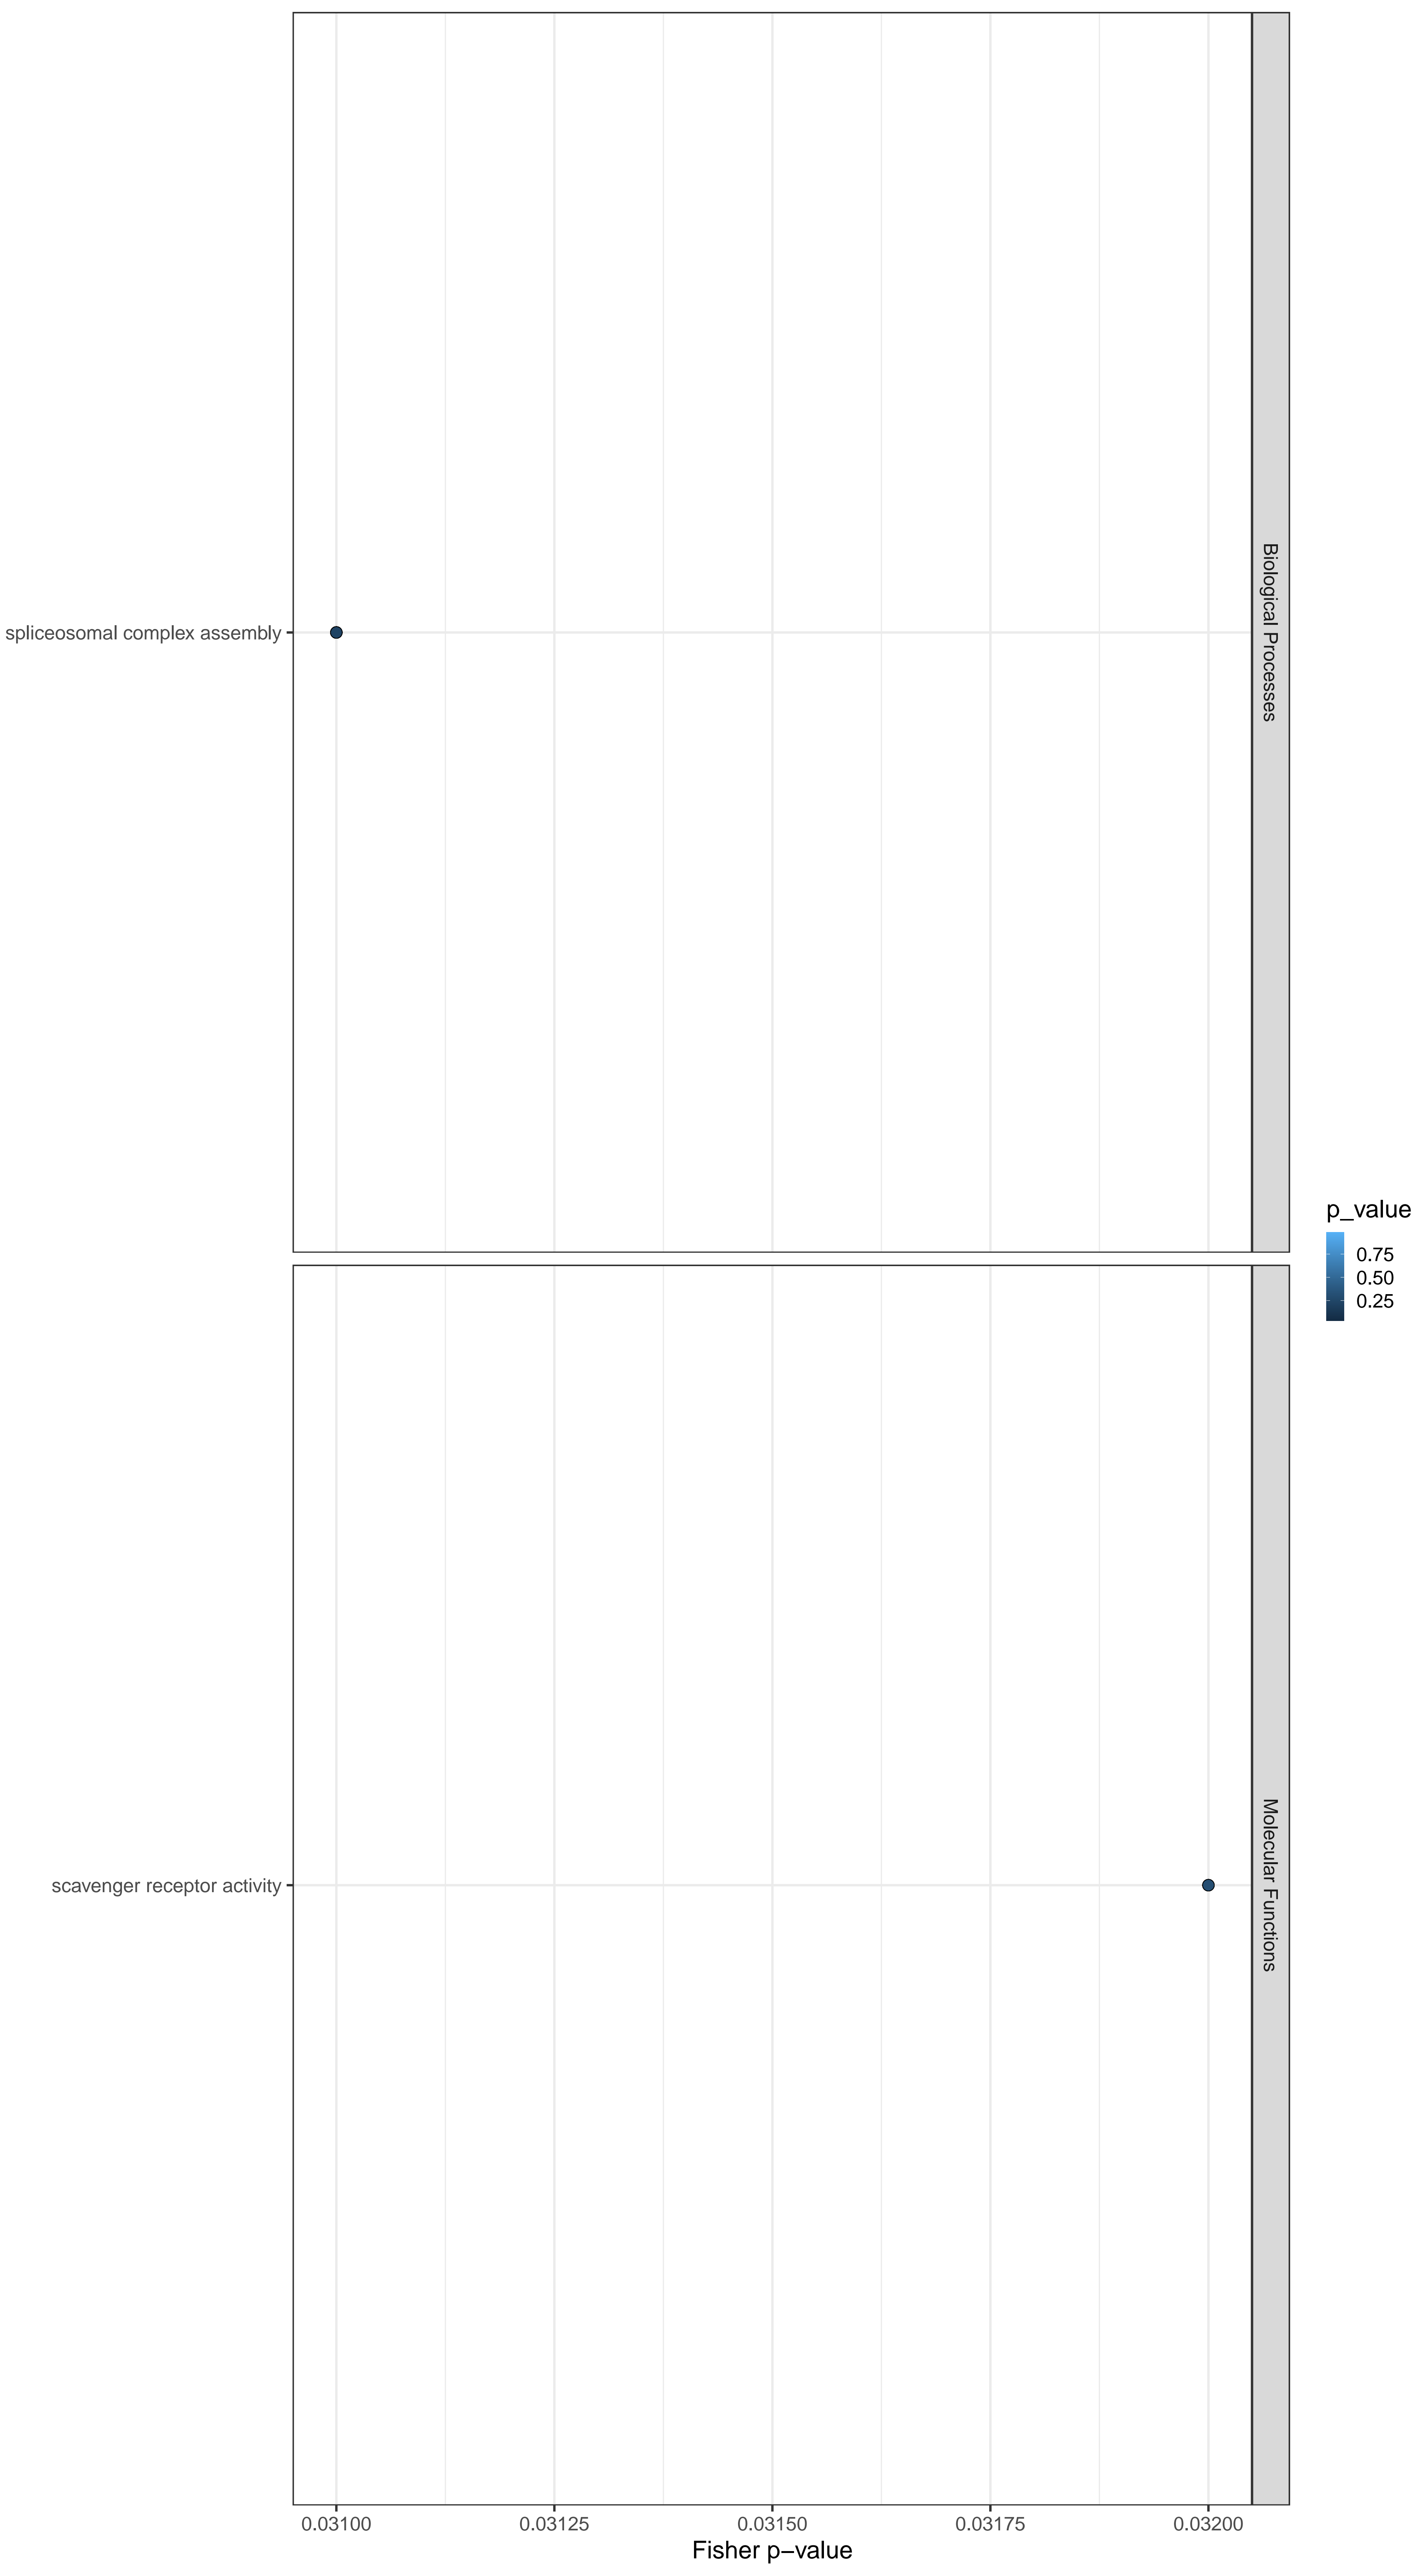 Biological Processes
spliceosomal complex assembly
p_value
0.75
0.50
0.25
Molecular Functions
scavenger receptor activity
0.03100 0.03125 0.03150 0.03175 0.03200
Fisher p−value